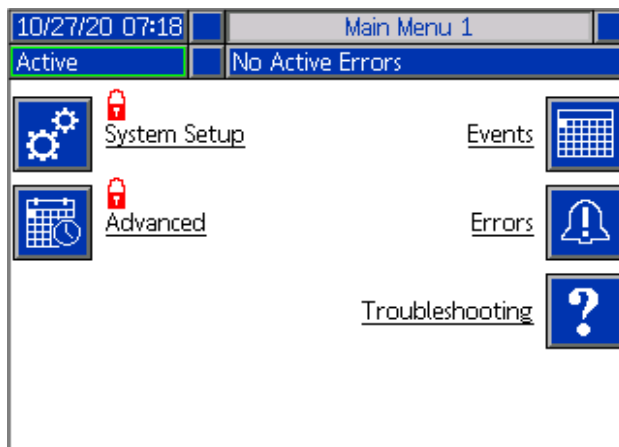 10/27/20 07:18 Main Menu 1
Active No Active Errors
System Setup Events
Advanced Errors
Troubleshooting